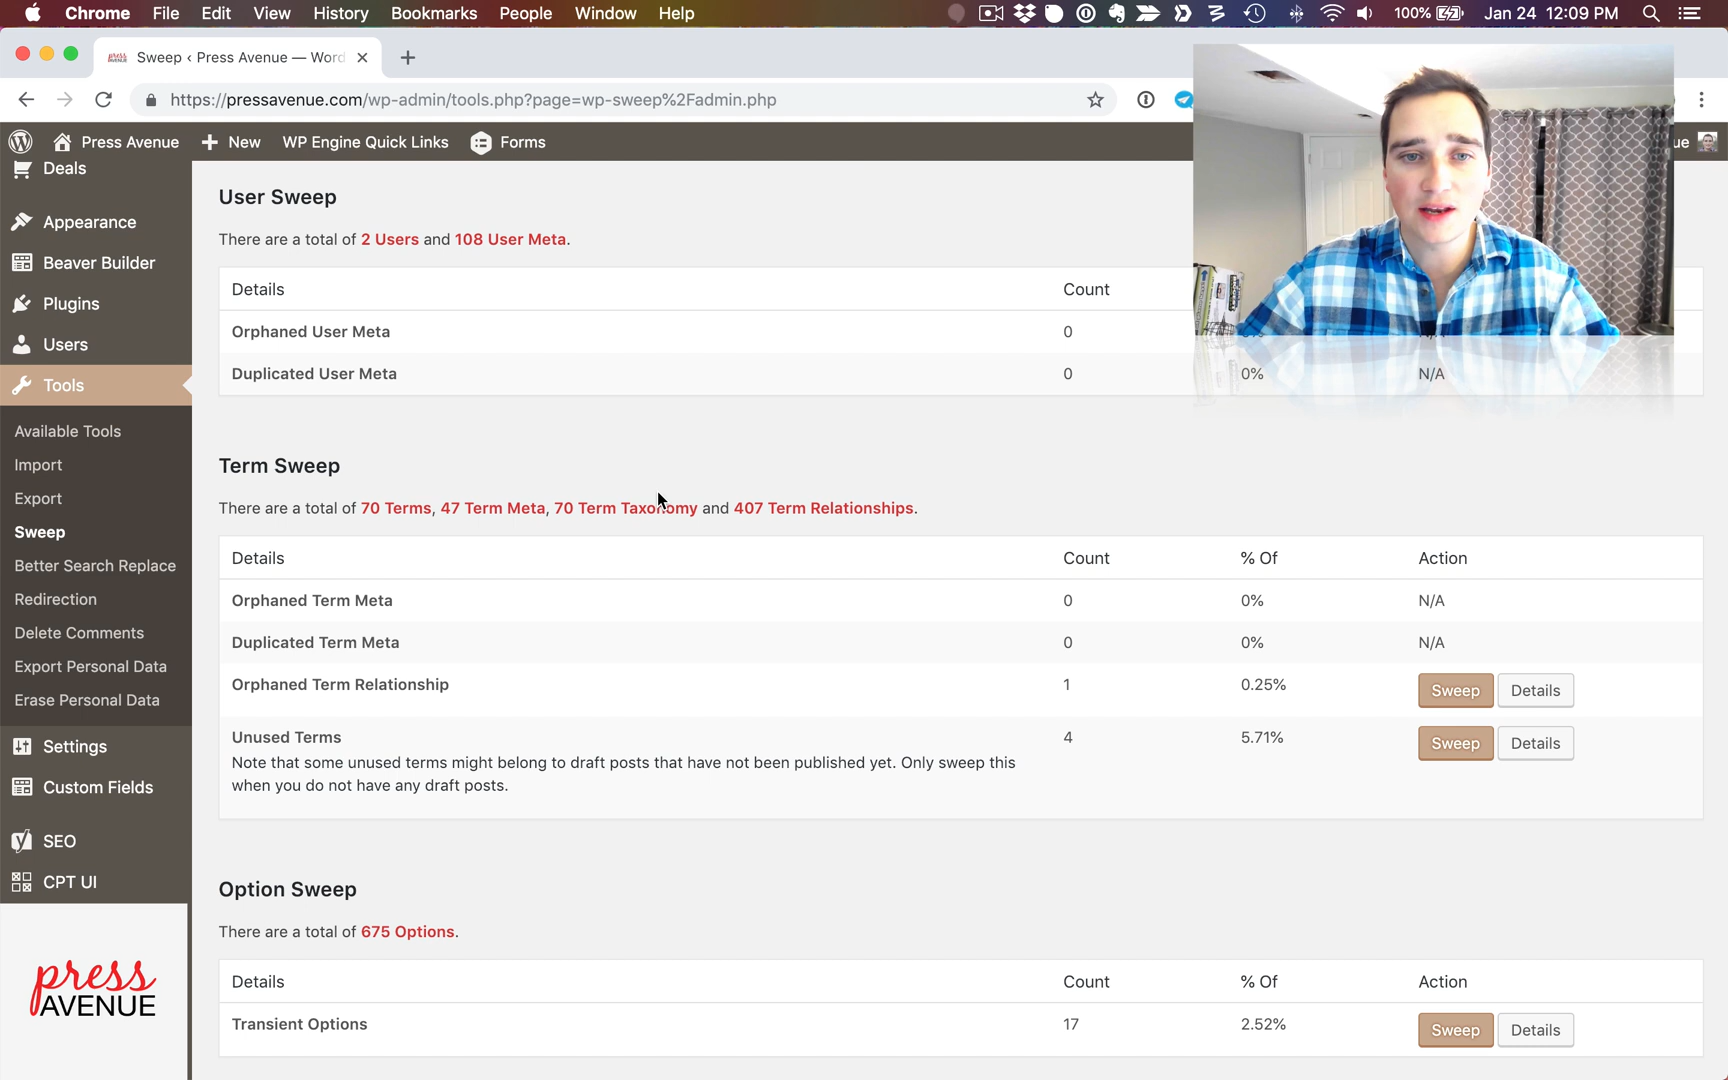 Chrome File Edit View History Bookmarks People Window Help 100% Jan 24 12:09 PM
Sweep ‹ Press Avenue — Word
https://pressavenue.com/wp-admin/tools.php?page=wp-sweep%2Fadmin.php
Press Avenue New WP Engine Quick Links Forms ue
Deals
Appearance
Beaver Builder
Plugins
Users
Tools
Available Tools
Import
Export
Sweep
Better Search Replace
Redirection
Delete Comments
Export Personal Data
Erase Personal Data
Settings
Custom Fields
SEO
CPT UI
press
AVENUE
User Sweep
There are a total of 2 Users and 108 User Meta.
Details Count
Orphaned User Meta 0
Duplicated User Meta 0 0% N/A
Term Sweep
There are a total of 70 Terms, 47 Term Meta, 70 Term Taxonomy and 407 Term Relationships.
Details Count % Of Action
Orphaned Term Meta 0 0% N/A
Duplicated Term Meta 0 0% N/A
Orphaned Term Relationship 1 0.25% Sweep Details
Unused Terms 4 5.71% Sweep Details
Note that some unused terms might belong to draft posts that have not been published yet. Only sweep this
when you do not have any draft posts.
Option Sweep
There are a total of 675 Options.
Details Count % Of Action
Transient Options 17 2.52% Sweep Details